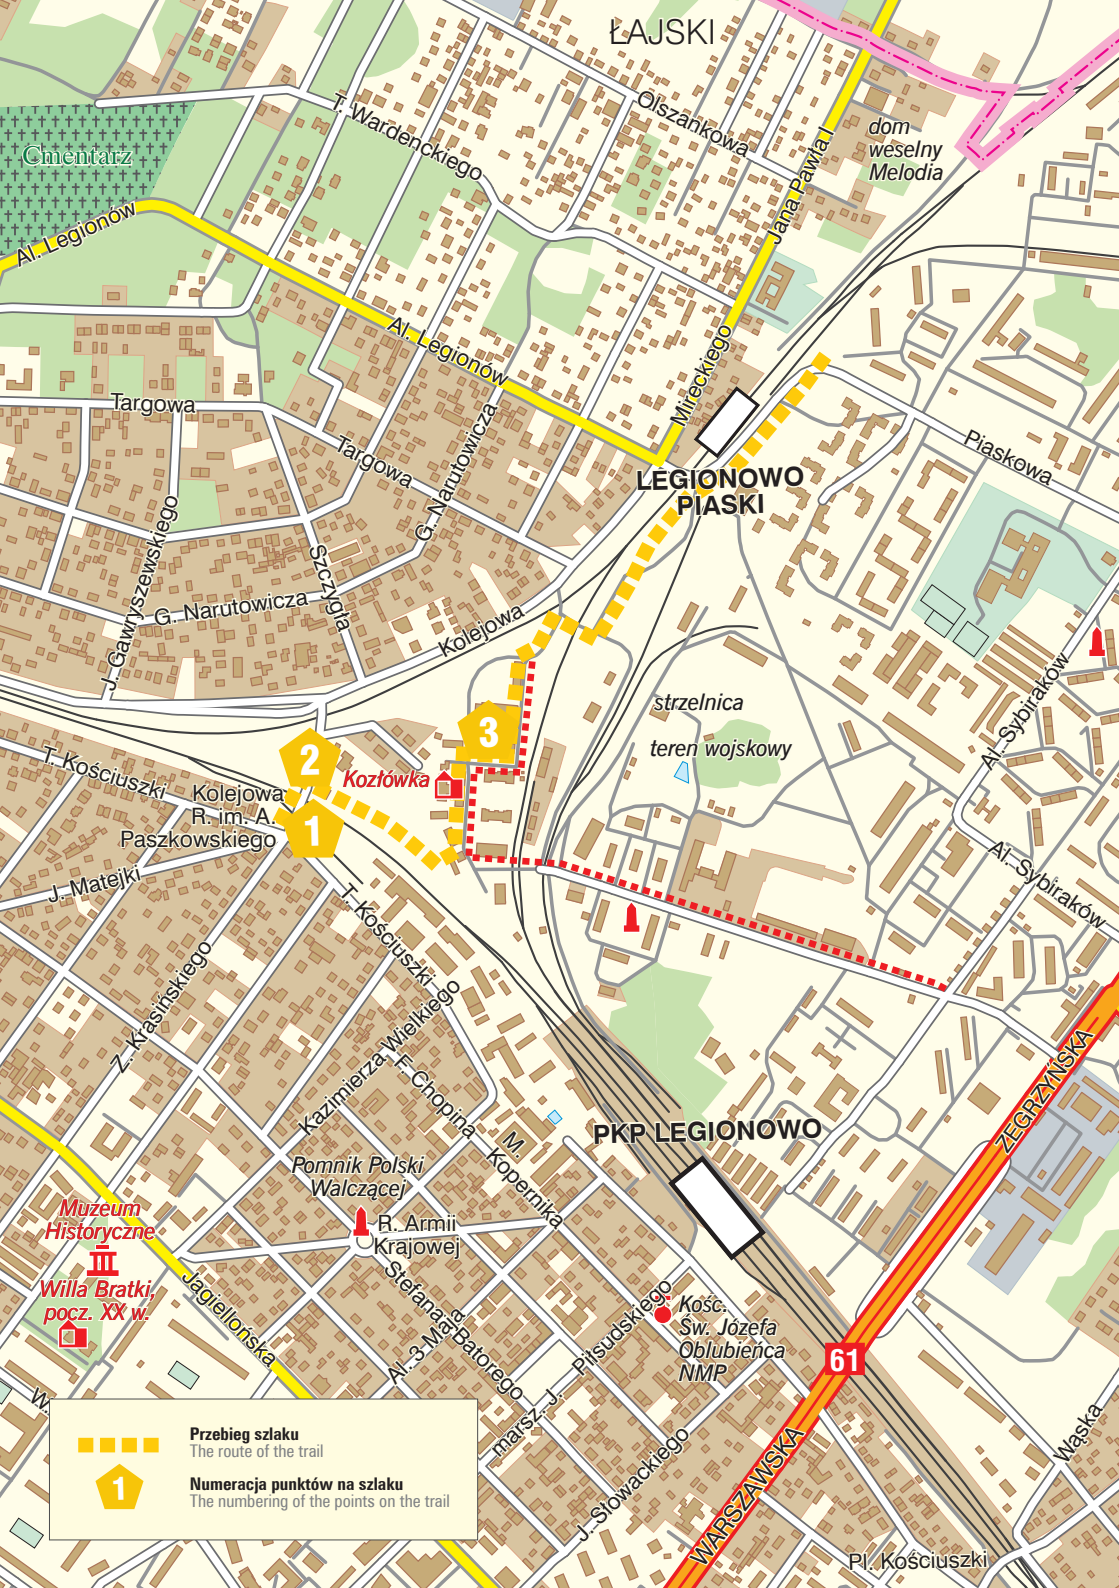 ŁAJSKI
Olszankowa
T. Wardenckiego
Jana Pawła I
dom
weselny
Melodia
Cmentarz
Al. Legionów
Al. Legionów
Mireckiego
Targowa
Targowa
G. Narutowicza
LEGIONOWO
PIASKI
Piaskowa
J. Gawryszewskiego
Szczygła
G. Narutowicza
Kolejowa
Al. Sybiraków
strzelnica
teren wojskowy
3
2
1
Kozłówka
T. Kościuszki
Kolejowa
R. im. A.
Paszkowskiego
J. Matejki
Al. Sybiraków
T. Kościuszki
Z. Krasińskiego
Kazimierza Wielkiego
F. Chopina
M.
Kopernika
ZEGRZYŃSKA
PKP LEGIONOWO
Pomnik Polski
Walczącej
R. Armii
Krajowej
Muzeum
Historyczne
Willa Bratki,
pocz. XX w.
Jagiellońska
Stefana Batorego
Al. 3 Maja
marsz. J. Piłsudskiego
Kość.
Św. Józefa
Oblubieńca
NMP
61
W.
J. Słowackiego
WARSZAWSKA
Wąska
Pl. Kościuszki
Przebieg szlaku
The route of the trail
1
Numeracja punktów na szlaku
The numbering of the points on the trail